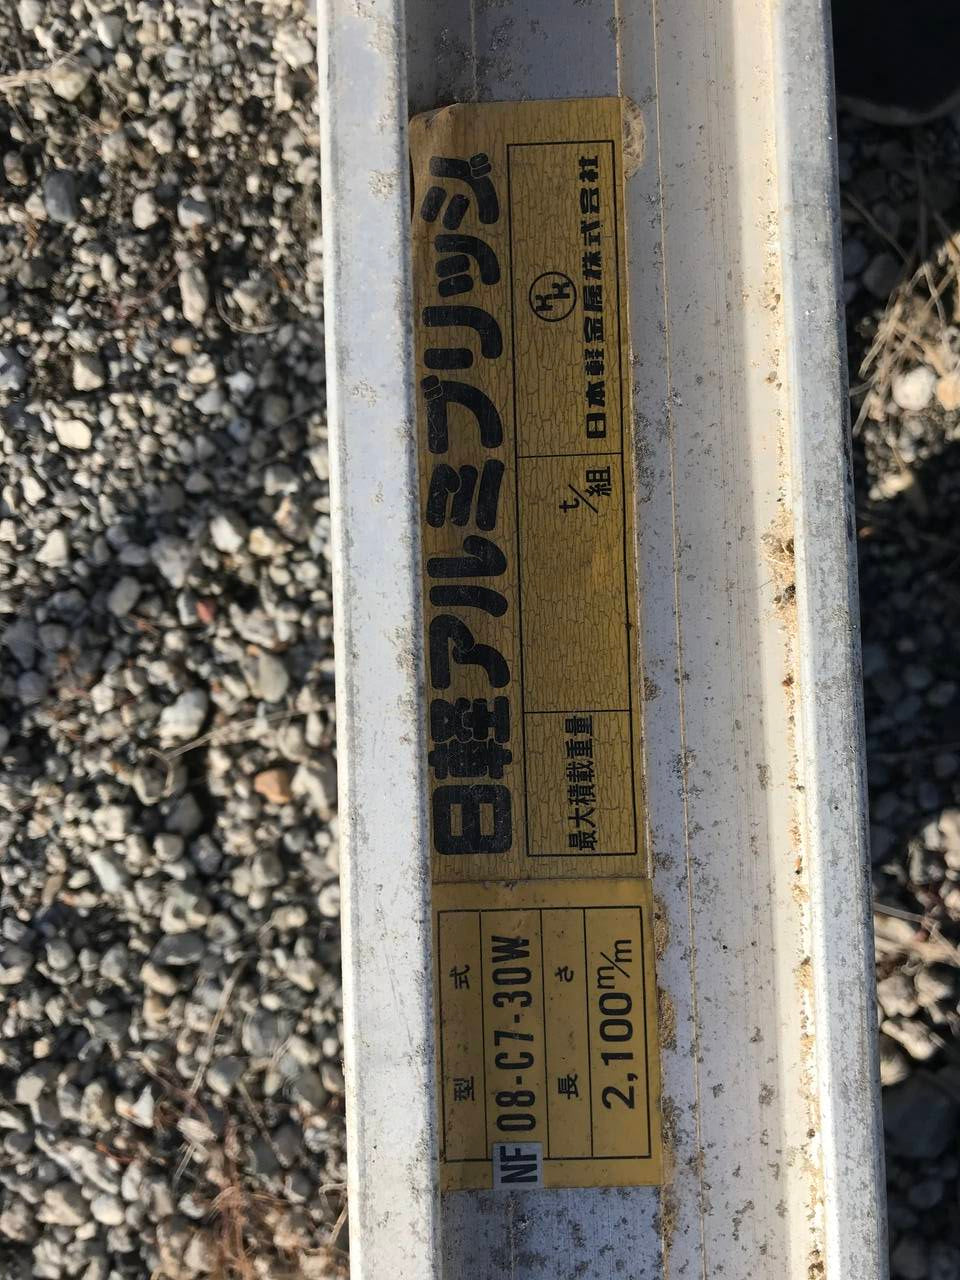 日軽アルミブリッジ
最大積載重量
t/組
KK
日本軽金属株式会社
型式
NF 08-C7-30W
長さ
2,100m/m